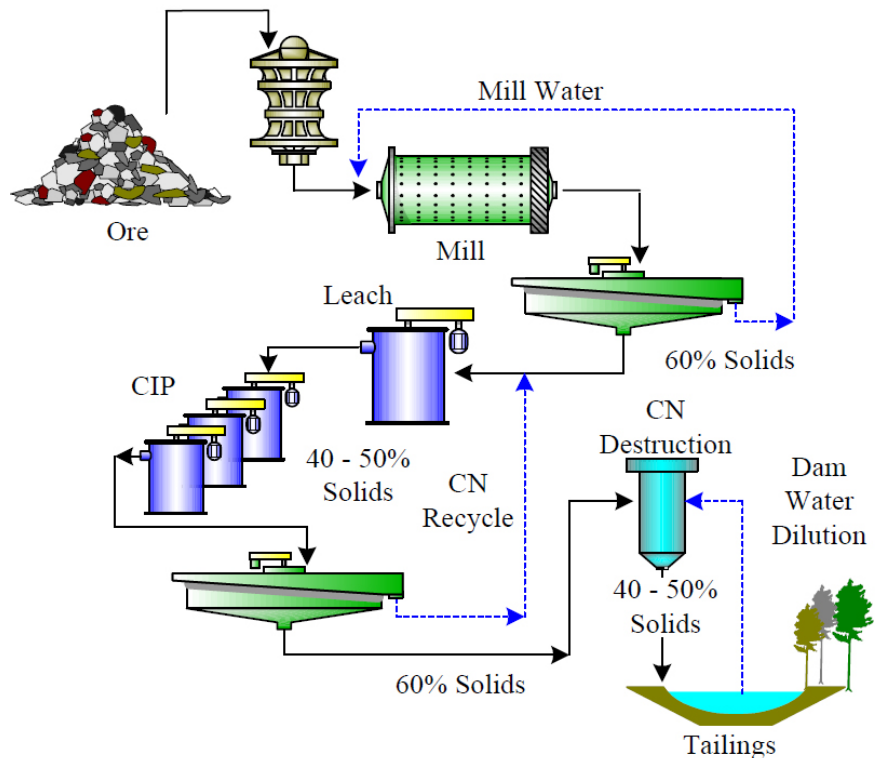 Mill Water
Ore
Mill
Leach
60% Solids
CIP
CN
Destruction
40 - 50%
Solids
CN
Recycle
Dam
Water
Dilution
40 - 50%
Solids
60% Solids
Tailings